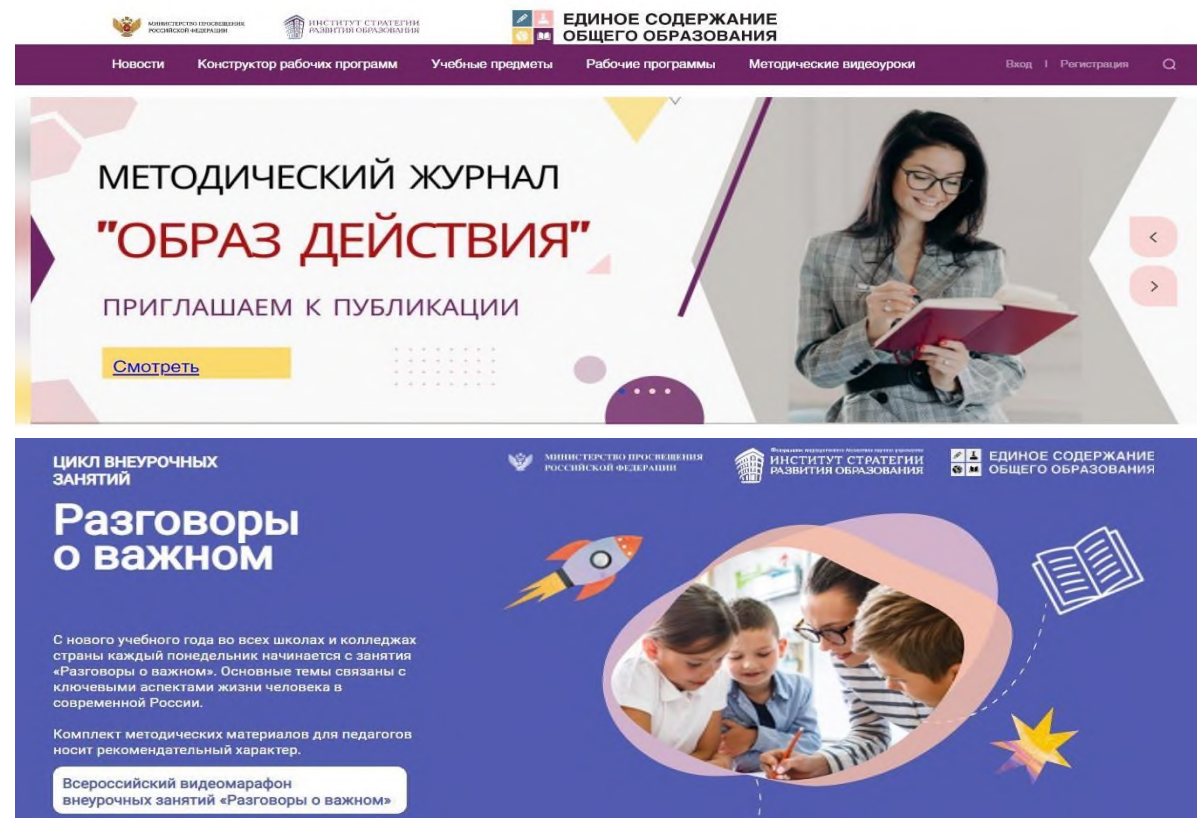 МИНИСТЕРСТВО ПРОСВЕЩЕНИЯ
РОССИЙСКОЙ ФЕДЕРАЦИИ
ИНСТИТУТ СТРАТЕГИИ
РАЗВИТИЯ ОБРАЗОВАНИЯ
ЕДИНОЕ СОДЕРЖАНИЕ
ОБЩЕГО ОБРАЗОВАНИЯ
Новости Конструктор рабочих программ Учебные предметы Рабочие программы Методические видеоуроки Вход | Регистрация
МЕТОДИЧЕСКИЙ ЖУРНАЛ
"ОБРАЗ ДЕЙСТВИЯ"
ПРИГЛАШАЕМ К ПУБЛИКАЦИИ
Смотреть
ЦИКЛ ВНЕУРОЧНЫХ
ЗАНЯТИЙ
МИНИСТЕРСТВО ПРОСВЕЩЕНИЯ
РОССИЙСКОЙ ФЕДЕРАЦИИ
ИНСТИТУТ СТРАТЕГИИ
РАЗВИТИЯ ОБРАЗОВАНИЯ
ЕДИНОЕ СОДЕРЖАНИЕ
ОБЩЕГО ОБРАЗОВАНИЯ
Разговоры
о важном
С нового учебного года во всех школах и колледжах
страны каждый понедельник начинается с занятия
«Разговоры о важном». Основные темы связаны с
ключевыми аспектами жизни человека в
современной России.
Комплект методических материалов для педагогов
носит рекомендательный характер.
Всероссийский видеомарафон
внеурочных занятий «Разговоры о важном»